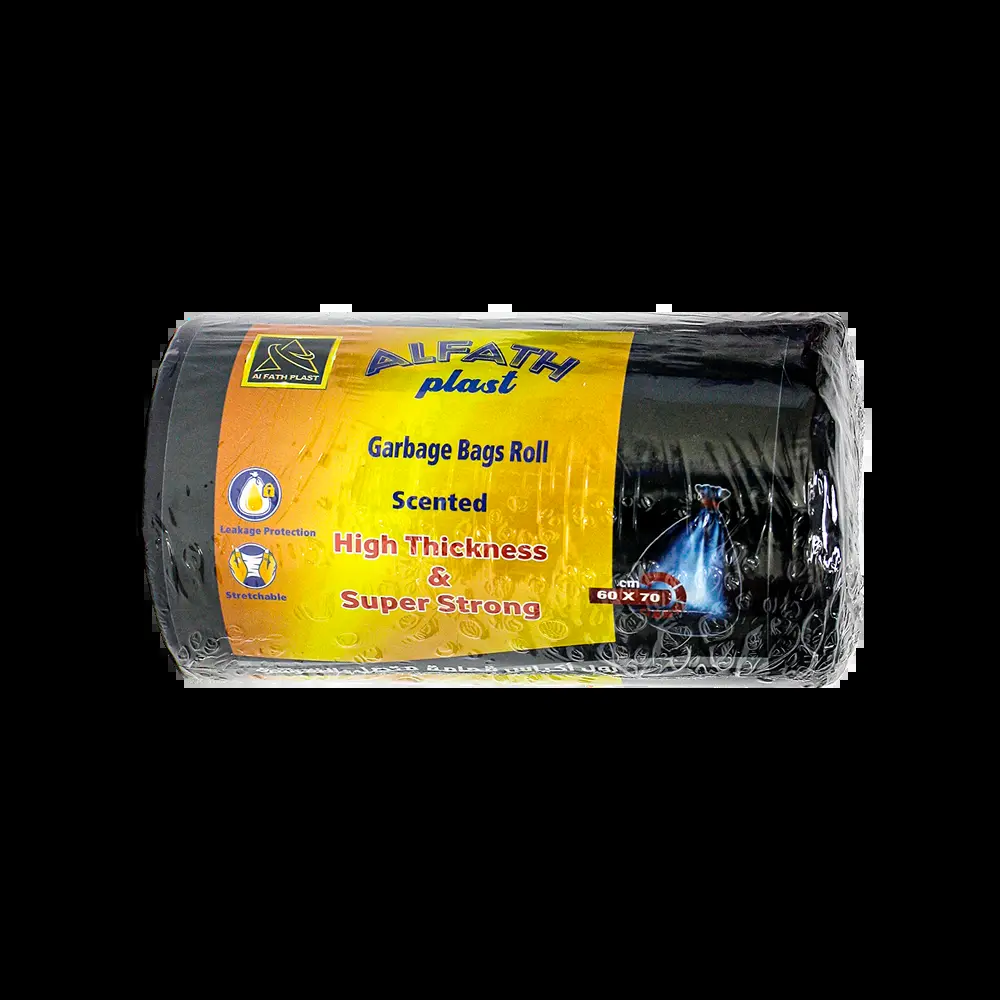 AL FATH PLAST
ALFATH
plast
Garbage Bags Roll
Scented
High Thickness
&
Super Strong
Leakage Protection
Stretchable
cm
60 X 70